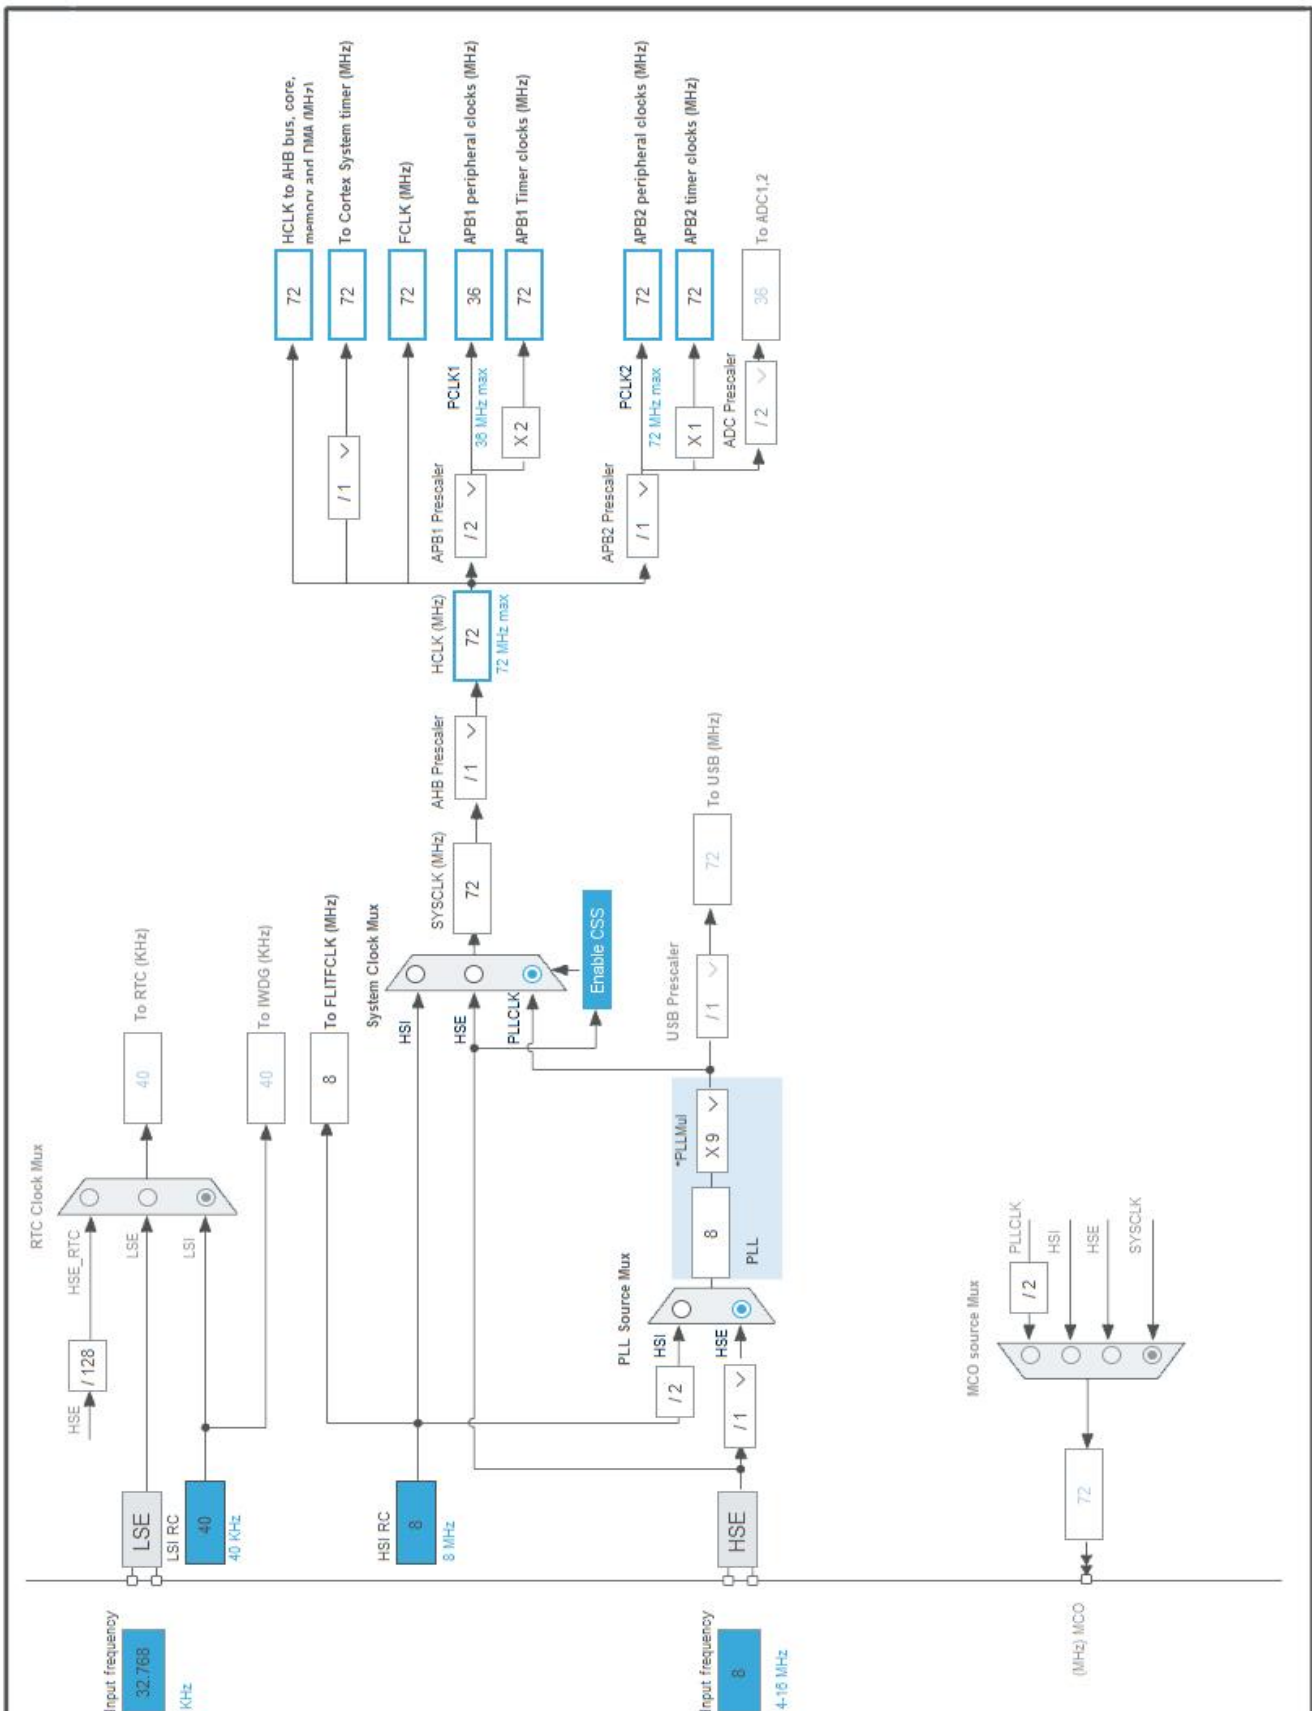 RTC Clock Mux
HSE
/ 128
HSE_RTC
LSE
LSI
To RTC (KHz)
40
Input frequency
32.768
KHz
LSE
LSI RC
40
40 KHz
40
To IWDG (KHz)
8
To FLITFCLK (MHz)
HSI RC
8
8 MHz
System Clock Mux
HSI
HSE
PLLCLK
Enable CSS
SYSCLK (MHz)
72
AHB Prescaler
/ 1
HCLK (MHz)
72
72 MHz max
72
HCLK to AHB bus, core,
memory and DMA (MHz)
/ 1
72
To Cortex System timer (MHz)
72
FCLK (MHz)
APB1 Prescaler
/ 2
PCLK1
36 MHz max
36
APB1 peripheral clocks (MHz)
X 2
72
APB1 Timer clocks (MHz)
APB2 Prescaler
/ 1
PCLK2
72 MHz max
72
APB2 peripheral clocks (MHz)
X 1
72
APB2 timer clocks (MHz)
ADC Prescaler
/ 2
36
To ADC1,2
PLL Source Mux
/ 2
HSI
HSE
Input frequency
8
4-16 MHz
HSE
/ 1
8
*PLLMul
X 9
PLL
USB Prescaler
/ 1
72
To USB (MHz)
MCO source Mux
/ 2
PLLCLK
HSI
HSE
SYSCLK
72
(MHz) MCO